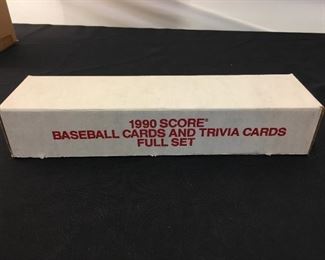 1990 SCORE®
BASEBALL CARDS AND TRIVIA CARDS
FULL SET